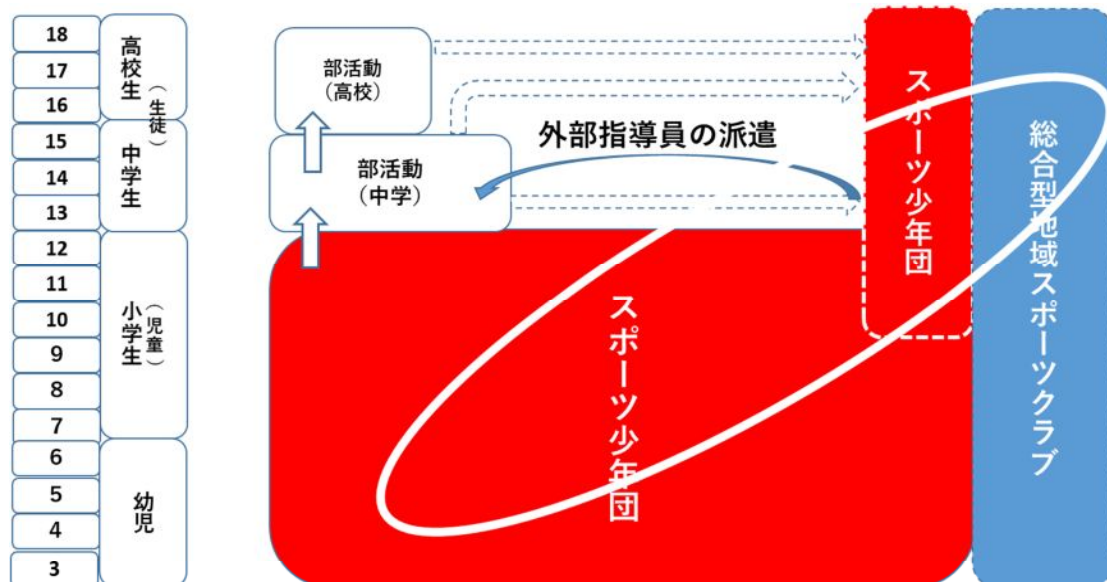 18
17
16
15
14
13
12
11
10
9
8
7
6
5
4
3
高校生
(生徒)
中学生
小学生
(児童)
幼児
部活動
(高校)
部活動
(中学)
外部指導員の派遣
スポーツ少年団
スポーツ少年団
総合型地域スポーツクラブ